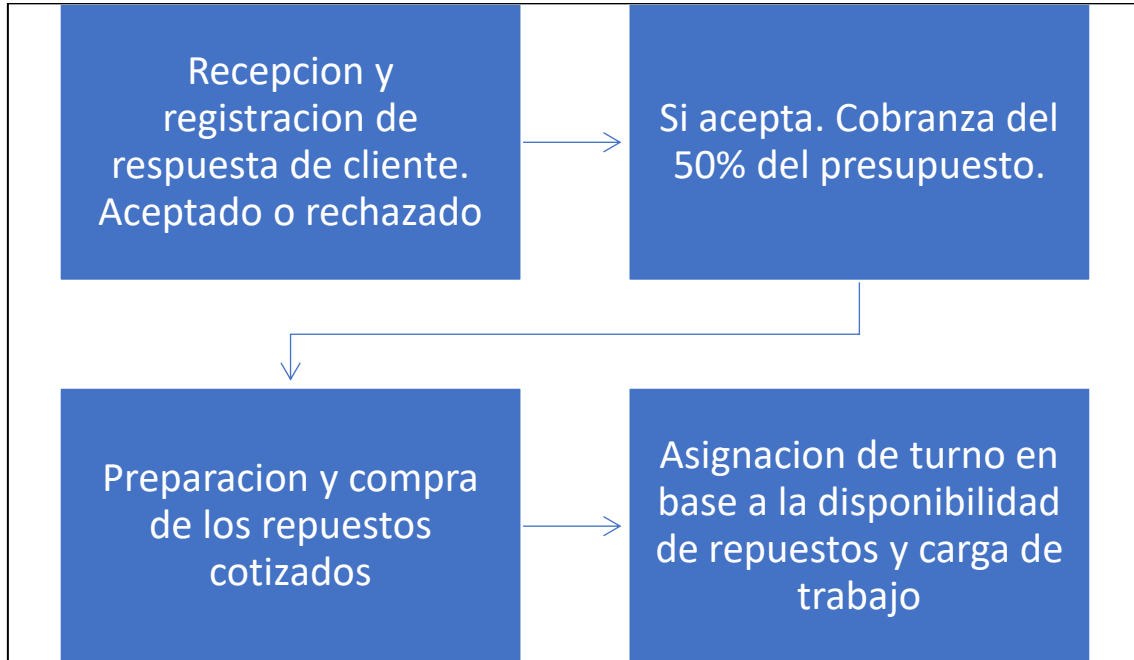 Recepcion y
registracion de
respuesta de cliente.
Aceptado o rechazado
Si acepta. Cobranza del
50% del presupuesto.
Preparacion y compra
de los repuestos
cotizados
Asignacion de turno en
base a la disponibilidad
de repuestos y carga de
trabajo